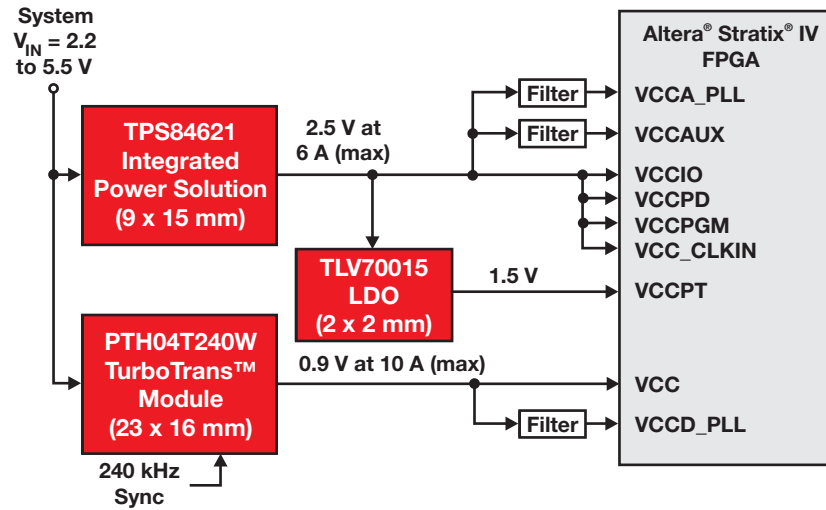 System
V_IN = 2.2
to 5.5 V
TPS84621
Integrated
Power Solution
(9 x 15 mm)
2.5 V at
6 A (max)
Filter
Filter
TLV70015
LDO
(2 x 2 mm)
1.5 V
PTH04T240W
TurboTrans™
Module
(23 x 16 mm)
0.9 V at 10 A (max)
Filter
240 kHz
Sync
Altera® Stratix® IV
FPGA
VCCA_PLL
VCCAUX
VCCIO
VCCPD
VCCPGM
VCC_CLKIN
VCCPT
VCC
VCCD_PLL